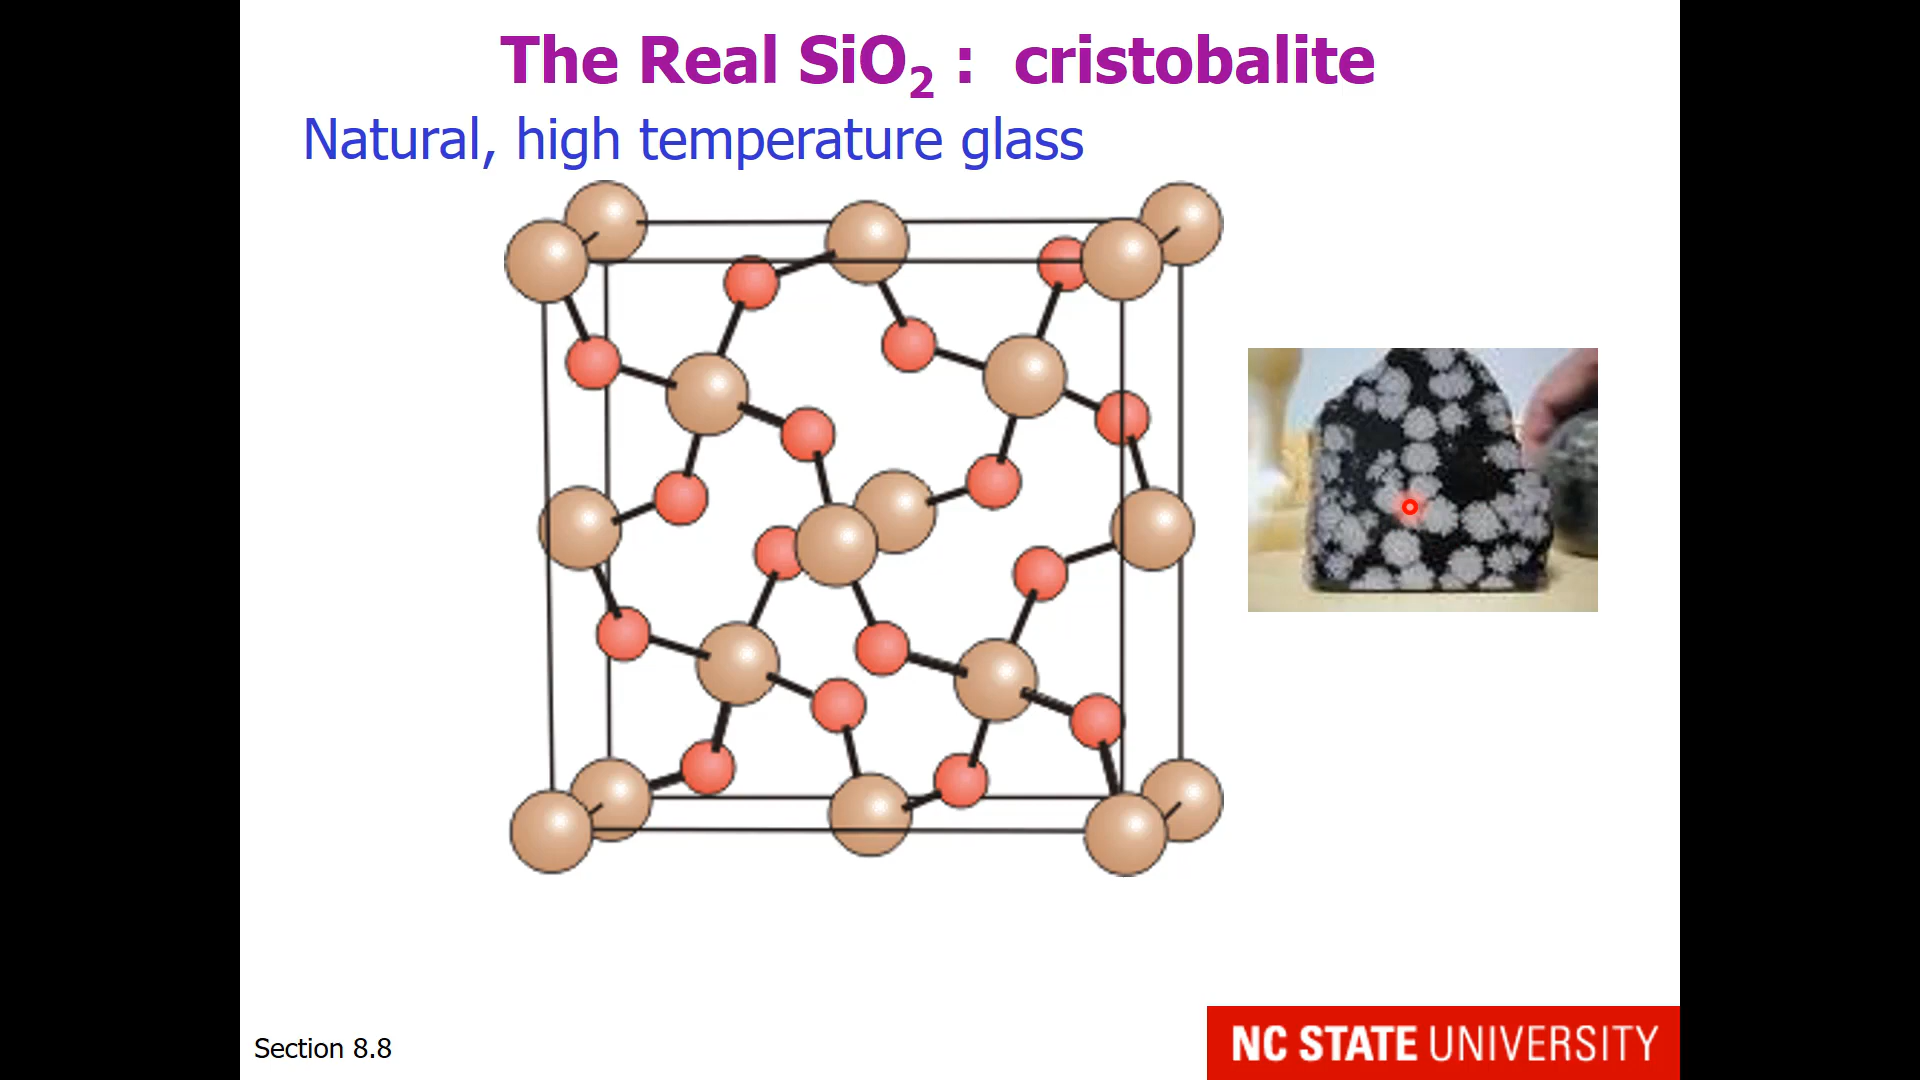 The Real SiO₂ : cristobalite
Natural, high temperature glass
Section 8.8
NC STATE UNIVERSITY